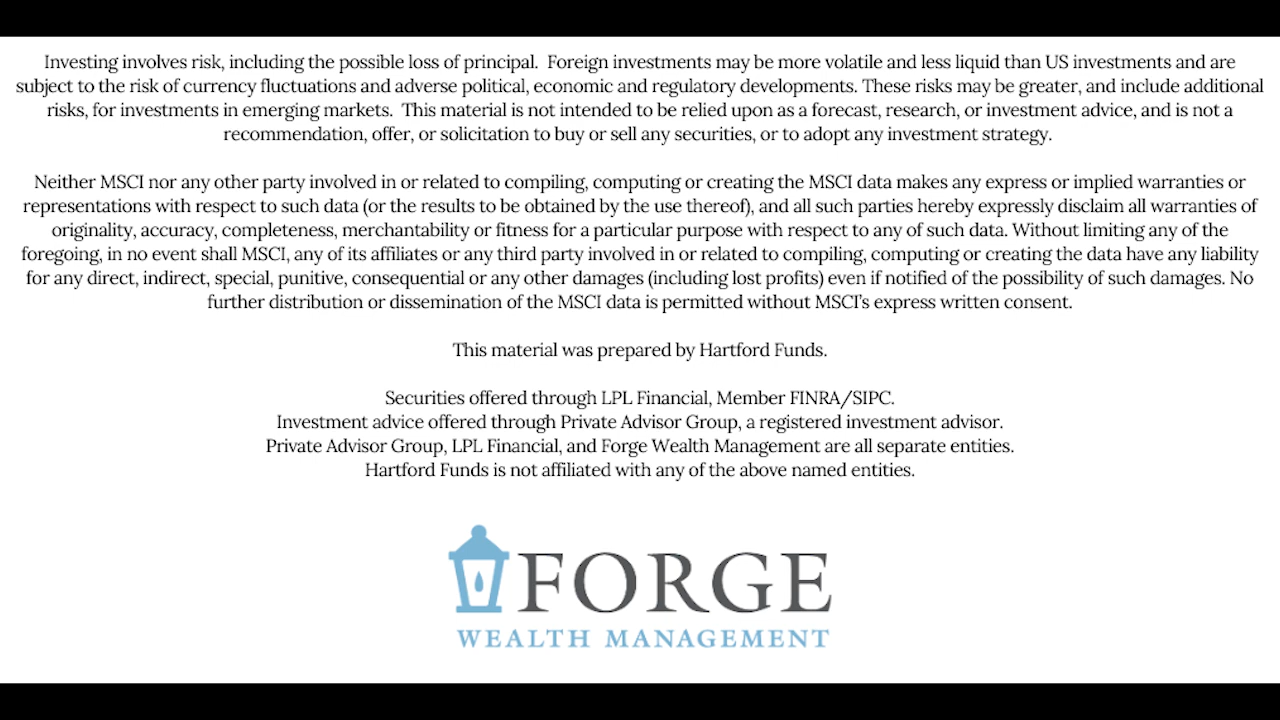 Investing involves risk, including the possible loss of principal.  Foreign investments may be more volatile and less liquid than US investments and are
subject to the risk of currency fluctuations and adverse political, economic and regulatory developments. These risks may be greater, and include additional
risks, for investments in emerging markets.  This material is not intended to be relied upon as a forecast, research, or investment advice, and is not a
recommendation, offer, or solicitation to buy or sell any securities, or to adopt any investment strategy.
Neither MSCI nor any other party involved in or related to compiling, computing or creating the MSCI data makes any express or implied warranties or
representations with respect to such data (or the results to be obtained by the use thereof), and all such parties hereby expressly disclaim all warranties of
originality, accuracy, completeness, merchantability or fitness for a particular purpose with respect to any of such data. Without limiting any of the
foregoing, in no event shall MSCI, any of its affiliates or any third party involved in or related to compiling, computing or creating the data have any liability
for any direct, indirect, special, punitive, consequential or any other damages (including lost profits) even if notified of the possibility of such damages. No
further distribution or dissemination of the MSCI data is permitted without MSCI's express written consent.
This material was prepared by Hartford Funds.
Securities offered through LPL Financial, Member FINRA/SIPC.
Investment advice offered through Private Advisor Group, a registered investment advisor.
Private Advisor Group, LPL Financial, and Forge Wealth Management are all separate entities.
Hartford Funds is not affiliated with any of the above named entities.
FORGE
WEALTH MANAGEMENT